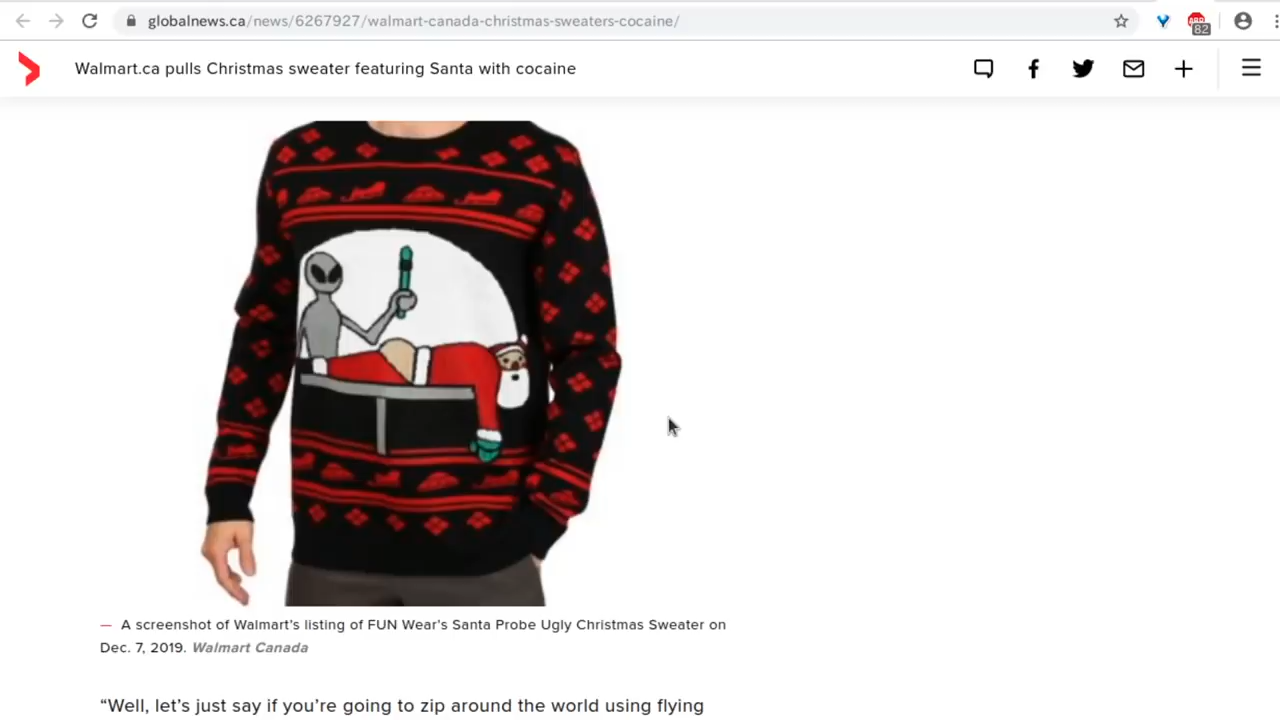 globalnews.ca/news/6267927/walmart-canada-christmas-sweaters-cocaine/
82
Walmart.ca pulls Christmas sweater featuring Santa with cocaine
— A screenshot of Walmart’s listing of FUN Wear’s Santa Probe Ugly Christmas Sweater on
Dec. 7, 2019. Walmart Canada
“Well, let’s just say if you’re going to zip around the world using flying